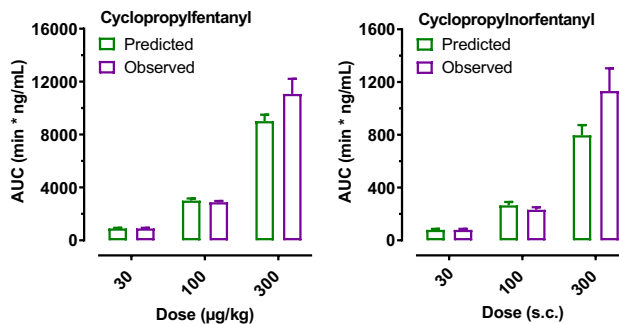 Cyclopropylfentanyl
Predicted
Observed
AUC (min * ng/mL)
16000
12000
8000
4000
0
30
100
300
Dose (µg/kg)
Cyclopropylnorfentanyl
Predicted
Observed
AUC (min * ng/mL)
1600
1200
800
400
0
30
100
300
Dose (s.c.)